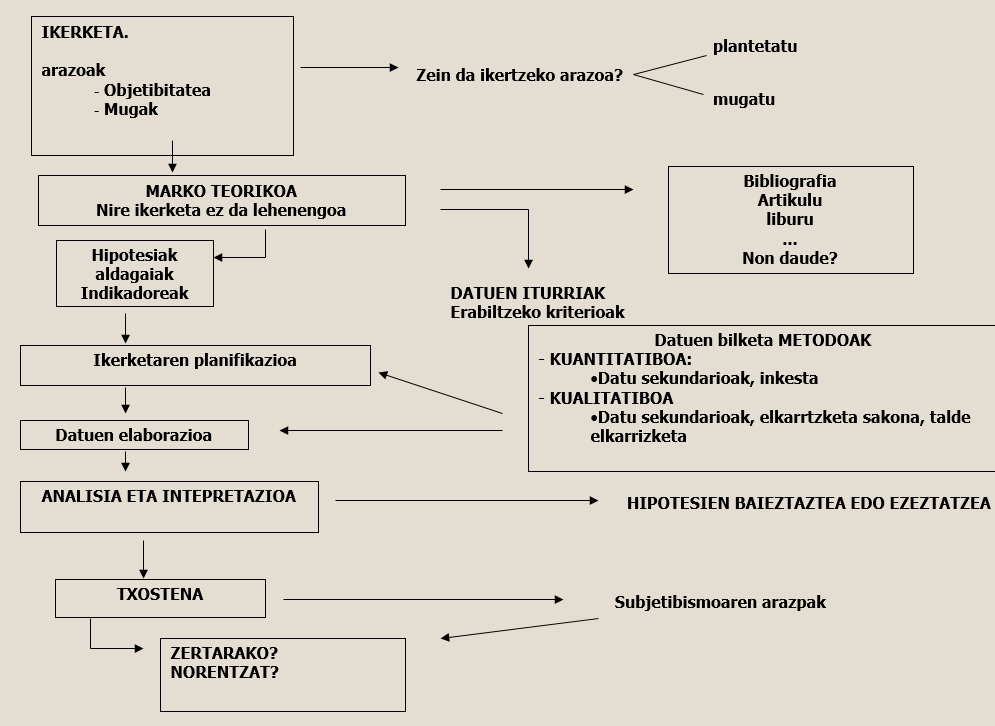 IKERKETA.
arazoak
- Objetibitatea
- Mugak
Zein da ikertzeko arazoa?
plantetatu
mugatu
MARKO TEORIKOA
Nire ikerketa ez da lehenengoa
Bibliografia
Artikulu
liburu
...
Non daude?
Hipotesiak
aldagaiak
Indikadoreak
DATUEN ITURRIAK
Erabiltzeko kriterioak
Datuen bilketa METODOAK
- KUANTITATIBOA:
•Datu sekundarioak, inkesta
- KUALITATIBOA
•Datu sekundarioak, elkarrtzketa sakona, talde
elkarrizketa
Ikerketaren planifikazioa
Datuen elaborazioa
ANALISIA ETA INTEPRETAZIOA
HIPOTESIEN BAIEZTAZTEA EDO EZEZTATZEA
TXOSTENA
Subjetibismoaren arazpak
ZERTARAKO?
NORENTZAT?